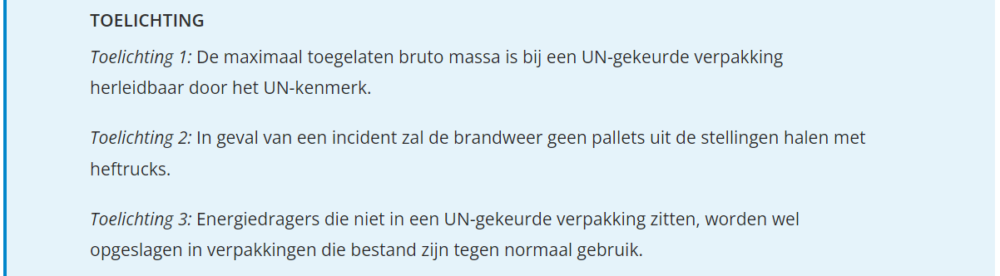 TOELICHTING
Toelichting 1: De maximaal toegelaten bruto massa is bij een UN-gekeurde verpakking
herleidbaar door het UN-kenmerk.
Toelichting 2: In geval van een incident zal de brandweer geen pallets uit de stellingen halen met
heftrucks.
Toelichting 3: Energiedragers die niet in een UN-gekeurde verpakking zitten, worden wel
opgeslagen in verpakkingen die bestand zijn tegen normaal gebruik.